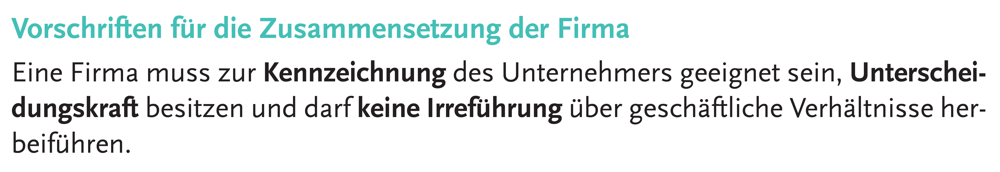 Vorschriften für die Zusammensetzung der Firma
Eine Firma muss zur Kennzeichnung des Unternehmers geeignet sein, Unterschei-
dungskraft besitzen und darf keine Irreführung über geschäftliche Verhältnisse her-
beiführen.